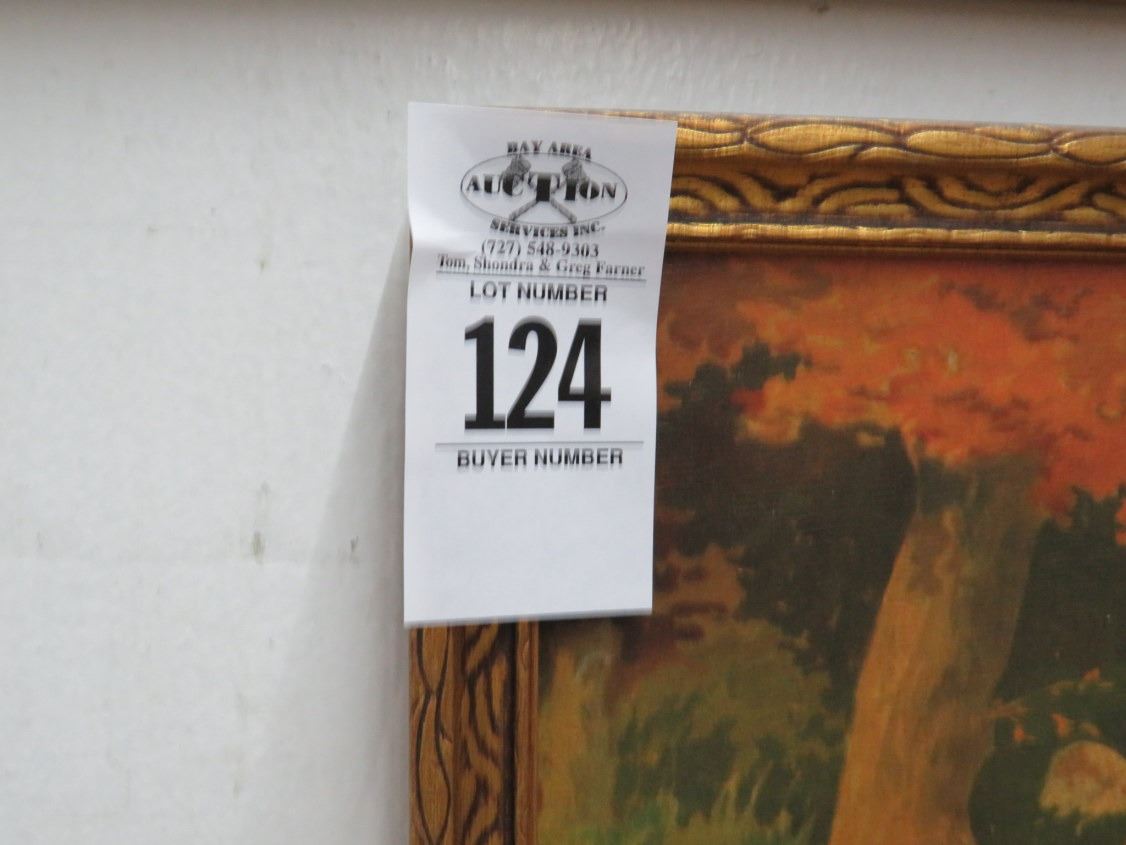 BAY AREA
AUCTION
SERVICES INC.
(727) 548-9303
Tom, Shondra & Greg Farner
LOT NUMBER
124
BUYER NUMBER